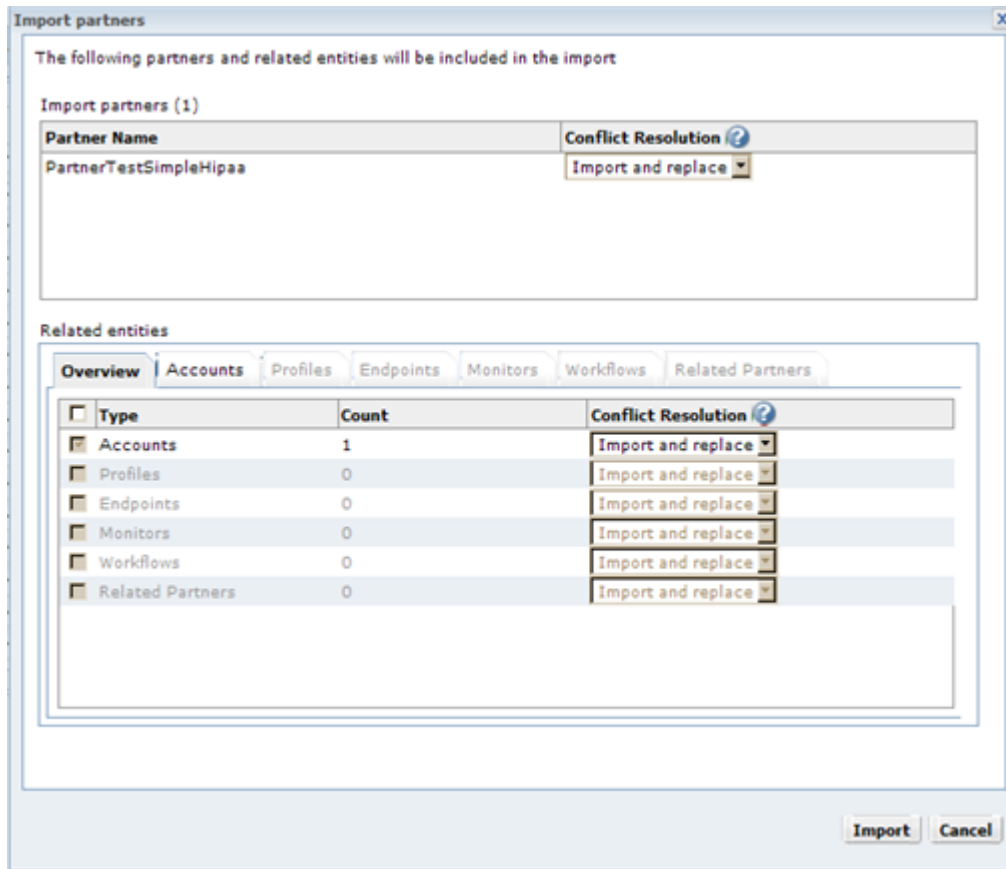 Import partners
x
The following partners and related entities will be included in the import
Import partners (1)
Partner Name Conflict Resolution ?
PartnerTestSimpleHipaa Import and replace
Related entities
Overview Accounts Profiles Endpoints Monitors Workflows Related Partners
Type Count Conflict Resolution ?
Accounts 1 Import and replace
Profiles 0 Import and replace
Endpoints 0 Import and replace
Monitors 0 Import and replace
Workflows 0 Import and replace
Related Partners 0 Import and replace
Import Cancel